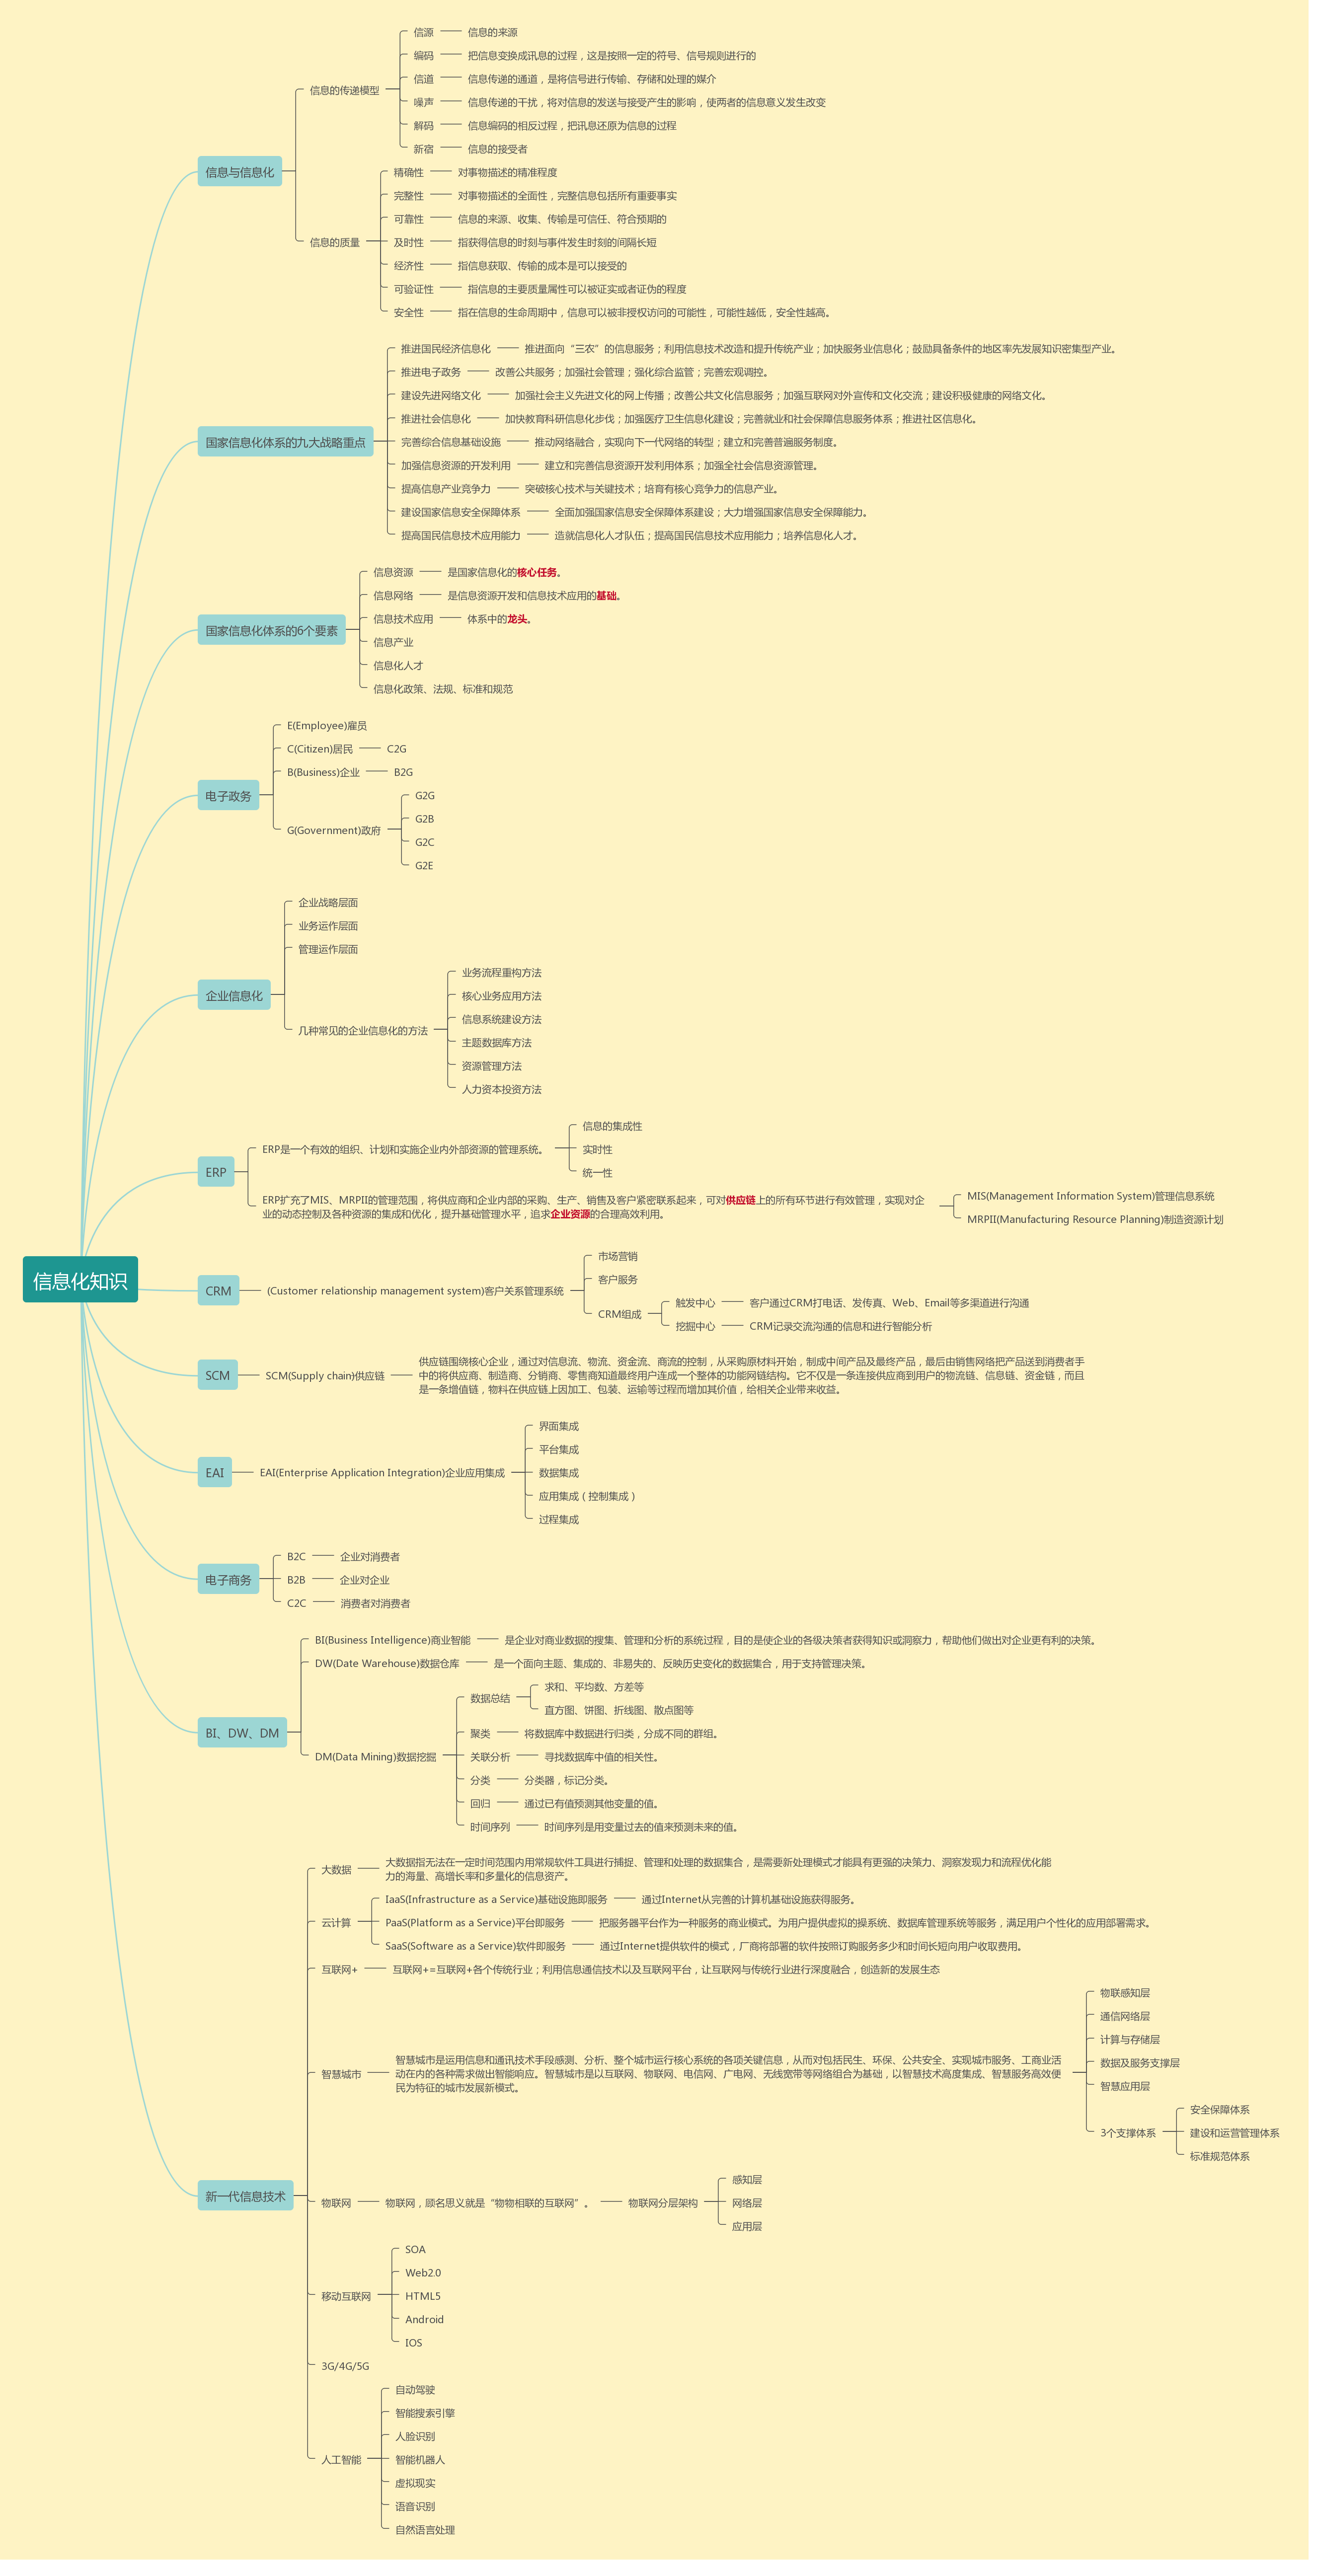 信息化知识
信息与信息化
信息的传递模型
信源
信息的来源
编码
把信息变换成讯息的过程，这是按照一定的符号、信号规则进行的
信道
信息传递的通道，是将信号进行传输、存储和处理的媒介
噪声
信息传递的干扰，将对信息的发送与接受产生的影响，使两者的信息意义发生改变
解码
信息编码的相反过程，把讯息还原为信息的过程
新宿
信息的接受者
信息的质量
精确性
对事物描述的精准程度
完整性
对事物描述的全面性，完整信息包括所有重要事实
可靠性
信息的来源、收集、传输是可信任、符合预期的
及时性
指获得信息的时刻与事件发生时刻的间隔长短
经济性
指信息获取、传输的成本是可以接受的
可验证性
指信息的主要质量属性可以被证实或者证伪的程度
安全性
指在信息的生命周期中，信息可以被非授权访问的可能性，可能性越低，安全性越高。
国家信息化体系的九大战略重点
推进国民经济信息化
推进面向“三农”的信息服务；利用信息技术改造和提升传统产业；加快服务业信息化；鼓励具备条件的地区率先发展知识密集型产业。
推进电子政务
改善公共服务；加强社会管理；强化综合监管；完善宏观调控。
建设先进网络文化
加强社会主义先进文化的网上传播；改善公共文化信息服务；加强互联网对外宣传和文化交流；建设积极健康的网络文化。
推进社会信息化
加快教育科研信息化步伐；加强医疗卫生信息化建设；完善就业和社会保障信息服务体系；推进社区信息化。
完善综合信息基础设施
推动网络融合，实现向下一代网络的转型；建立和完善普遍服务制度。
加强信息资源的开发利用
建立和完善信息资源开发利用体系；加强全社会信息资源管理。
提高信息产业竞争力
突破核心技术与关键技术；培育有核心竞争力的信息产业。
建设国家信息安全保障体系
全面加强国家信息安全保障体系建设；大力增强国家信息安全保障能力。
提高国民信息技术应用能力
造就信息化人才队伍；提高国民信息技术应用能力；培养信息化人才。
国家信息化体系的6个要素
信息资源
是国家信息化的核心任务。
信息网络
是信息资源开发和信息技术应用的基础。
信息技术应用
体系中的龙头。
信息产业
信息化人才
信息化政策、法规、标准和规范
电子政务
E(Employee)雇员
C(Citizen)居民
C2G
B(Business)企业
B2G
G(Government)政府
G2G
G2B
G2C
G2E
企业信息化
企业战略层面
业务运作层面
管理运作层面
几种常见的企业信息化的方法
业务流程重构方法
核心业务应用方法
信息系统建设方法
主题数据库方法
资源管理方法
人力资本投资方法
ERP
ERP是一个有效的组织、计划和实施企业内外部资源的管理系统。
信息的集成性
实时性
统一性
ERP扩充了MIS、MRPII的管理范围，将供应商和企业内部的采购、生产、销售及客户紧密联系起来，可对供应链上的所有环节进行有效管理，实现对企
业的动态控制及各种资源的集成和优化，提升基础管理水平，追求企业资源的合理高效利用。
MIS(Management Information System)管理信息系统
MRPII(Manufacturing Resource Planning)制造资源计划
CRM
(Customer relationship management system)客户关系管理系统
市场营销
客户服务
CRM组成
触发中心
客户通过CRM打电话、发传真、Web、Email等多渠道进行沟通
挖掘中心
CRM记录交流沟通的信息和进行智能分析
SCM
SCM(Supply chain)供应链
供应链围绕核心企业，通过对信息流、物流、资金流、商流的控制，从采购原材料开始，制成中间产品及最终产品，最后由销售网络把产品送到消费者手
中的将供应商、制造商、分销商、零售商知道最终用户连成一个整体的功能网链结构。它不仅是一条连接供应商到用户的物流链、信息链、资金链，而且
是一条增值链，物料在供应链上因加工、包装、运输等过程而增加其价值，给相关企业带来收益。
EAI
EAI(Enterprise Application Integration)企业应用集成
界面集成
平台集成
数据集成
应用集成（控制集成）
过程集成
电子商务
B2C
企业对消费者
B2B
企业对企业
C2C
消费者对消费者
BI、DW、DM
BI(Business Intelligence)商业智能
是企业对商业数据的搜集、管理和分析的系统过程，目的是使企业的各级决策者获得知识或洞察力，帮助他们做出对企业更有利的决策。
DW(Date Warehouse)数据仓库
是一个面向主题、集成的、非易失的、反映历史变化的数据集合，用于支持管理决策。
DM(Data Mining)数据挖掘
数据总结
求和、平均数、方差等
直方图、饼图、折线图、散点图等
聚类
将数据库中数据进行归类，分成不同的群组。
关联分析
寻找数据库中值的相关性。
分类
分类器，标记分类。
回归
通过已有值预测其他变量的值。
时间序列
时间序列是用变量过去的值来预测未来的值。
新一代信息技术
大数据
大数据指无法在一定时间范围内用常规软件工具进行捕捉、管理和处理的数据集合，是需要新处理模式才能具有更强的决策力、洞察发现力和流程优化能
力的海量、高增长率和多量化的信息资产。
云计算
IaaS(Infrastructure as a Service)基础设施即服务
通过Internet从完善的计算机基础设施获得服务。
PaaS(Platform as a Service)平台即服务
把服务器平台作为一种服务的商业模式。为用户提供虚拟的操系统、数据库管理系统等服务，满足用户个性化的应用部署需求。
SaaS(Software as a Service)软件即服务
通过Internet提供软件的模式，厂商将部署的软件按照订购服务多少和时间长短向用户收取费用。
互联网+
互联网+=互联网+各个传统行业；利用信息通信技术以及互联网平台，让互联网与传统行业进行深度融合，创造新的发展生态
智慧城市
智慧城市是运用信息和通讯技术手段感测、分析、整个城市运行核心系统的各项关键信息，从而对包括民生、环保、公共安全、实现城市服务、工商业活
动在内的各种需求做出智能响应。智慧城市是以互联网、物联网、电信网、广电网、无线宽带等网络组合为基础，以智慧技术高度集成、智慧服务高效便
民为特征的城市发展新模式。
物联感知层
通信网络层
计算与存储层
数据及服务支撑层
智慧应用层
3个支撑体系
安全保障体系
建设和运营管理体系
标准规范体系
物联网
物联网，顾名思义就是“物物相联的互联网”。
物联网分层架构
感知层
网络层
应用层
移动互联网
SOA
Web2.0
HTML5
Android
IOS
3G/4G/5G
人工智能
自动驾驶
智能搜索引擎
人脸识别
智能机器人
虚拟现实
语音识别
自然语言处理